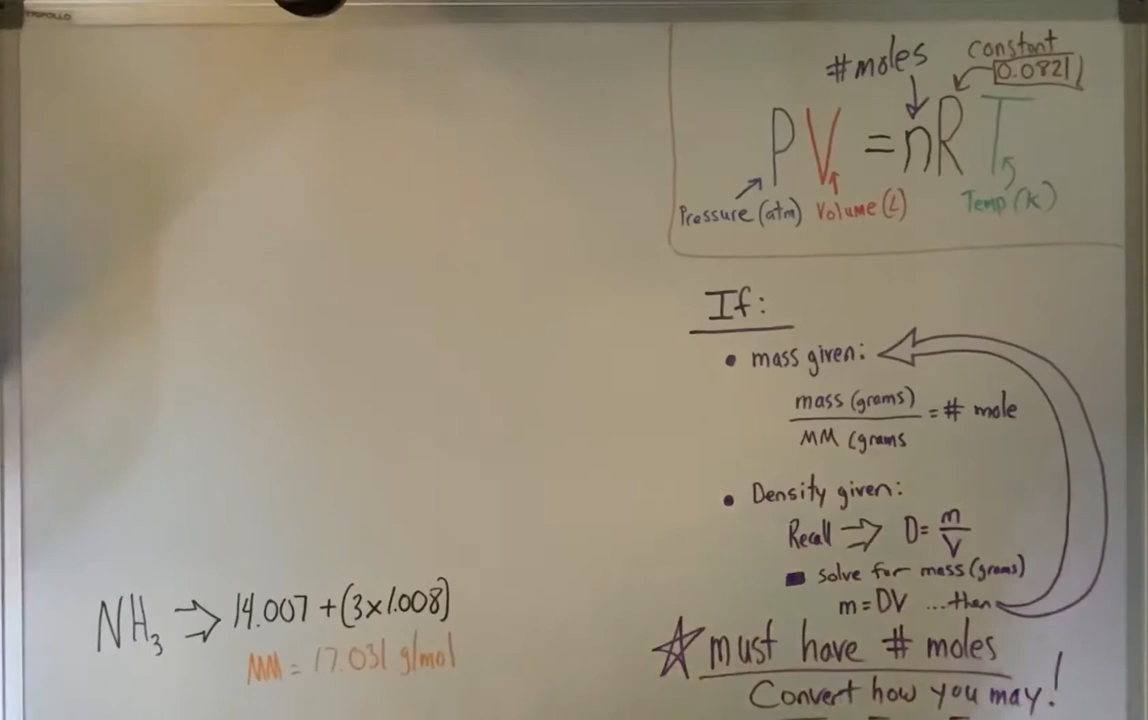 TRIPOLLO
#moles
constant
0.0821
PV = nRT
Pressure (atm) Volume (L) Temp (K)
If:
• mass given:
mass (grams)
MM (grams
= # mole
• Density given:
Recall ⇒ D = m/V
■ solve for mass (grams)
m = DV ...then
☆ must have # moles
Convert how you may!
NH₃ ⇒ 14.007 + (3x1.008)
MM = 17.031 g/mol